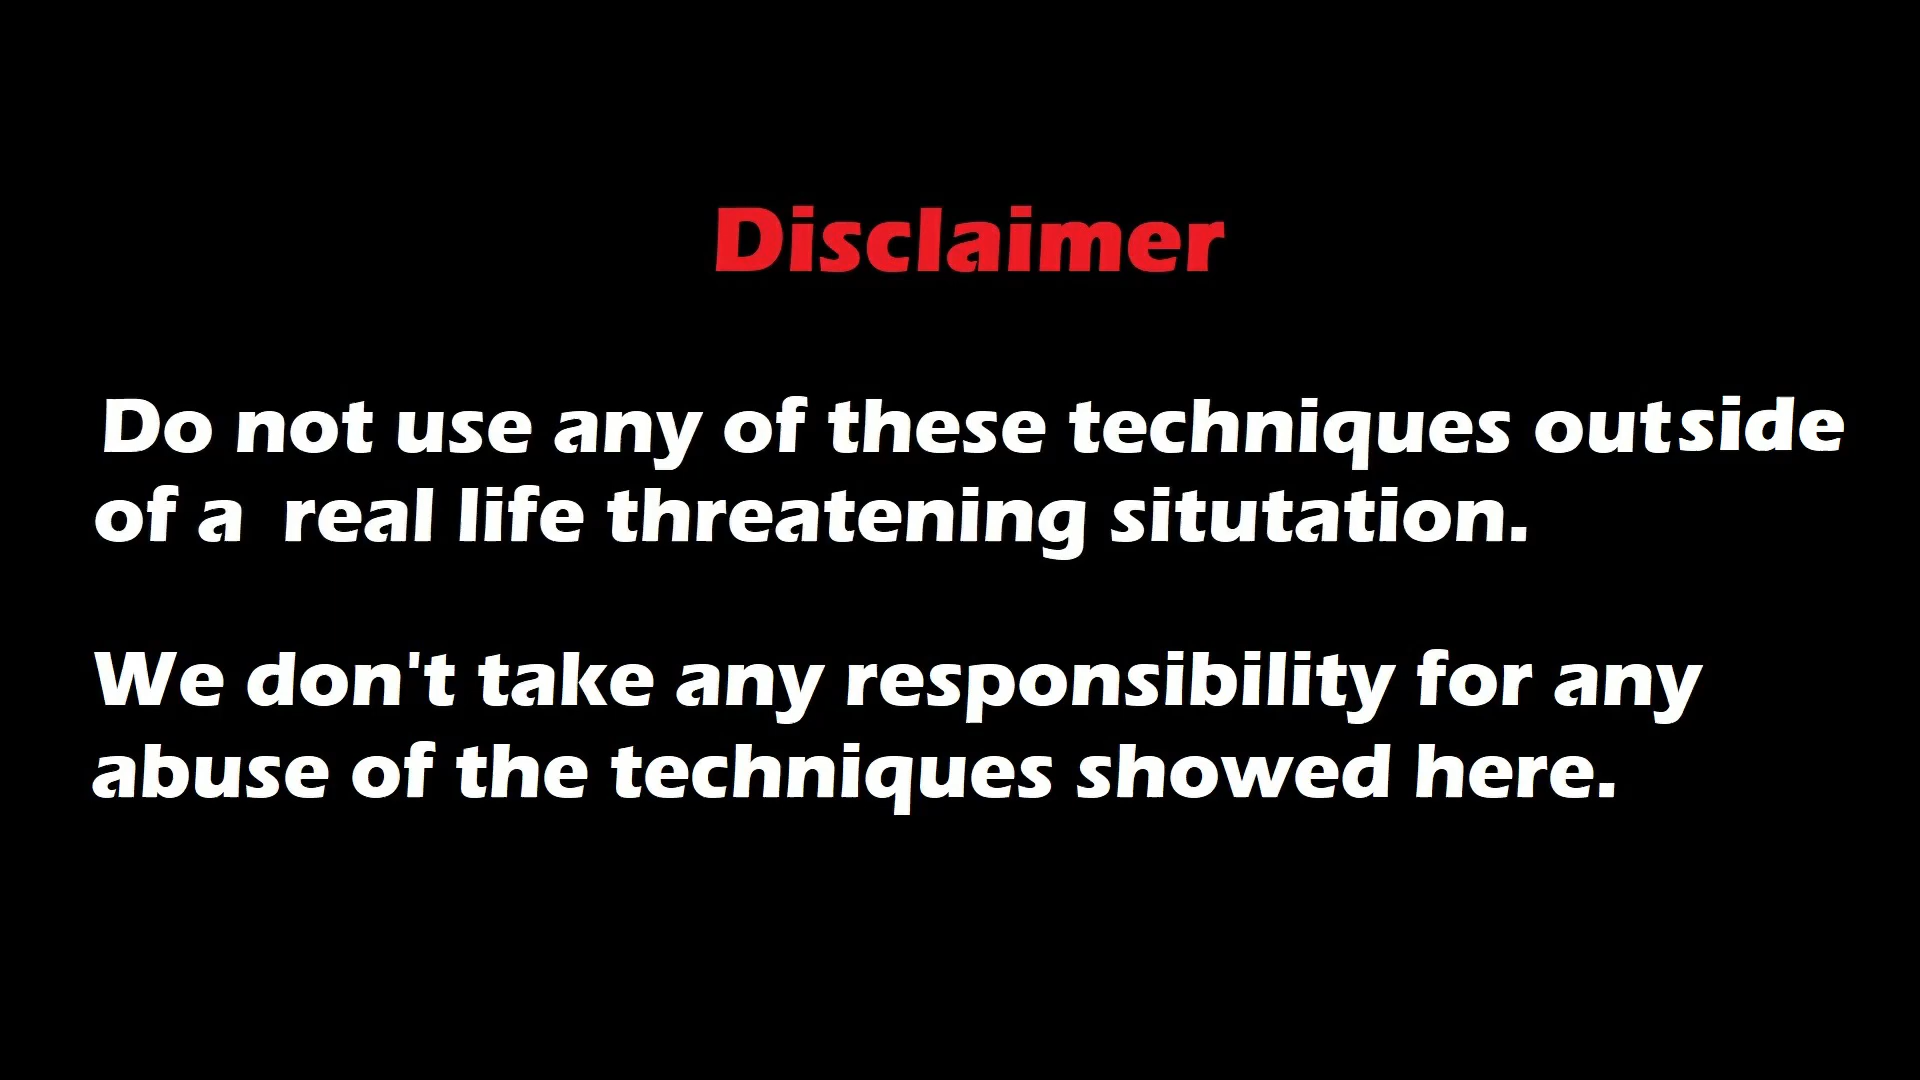 Disclaimer
Do not use any of these techniques outside
of a real life threatening situtation.
We don't take any responsibility for any
abuse of the techniques showed here.